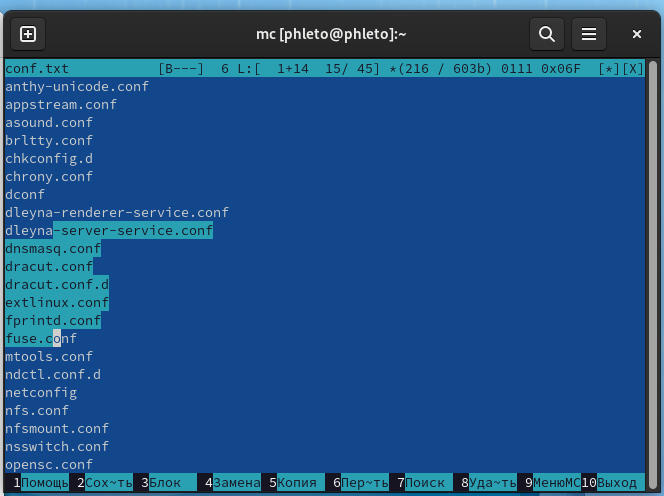 mc [phleto@phleto]:~
conf.txt [B---] 6 L:[ 1+14 15/ 45] *(216 / 603b) 0111 0x06F [*][X]
anthy-unicode.conf
appstream.conf
asound.conf
brltty.conf
chkconfig.d
chrony.conf
dconf
dleyna-renderer-service.conf
dleyna-server-service.conf
dnsmasq.conf
dracut.conf
dracut.conf.d
extlinux.conf
fprintd.conf
fuse.conf
mtools.conf
ndctl.conf.d
netconfig
nfs.conf
nfsmount.conf
nsswitch.conf
opensc.conf
1Помощь 2Сох~ть 3Блок 4Замена 5Копия 6Пер~ть 7Поиск 8Уда~ть 9МенюMC 10Выход